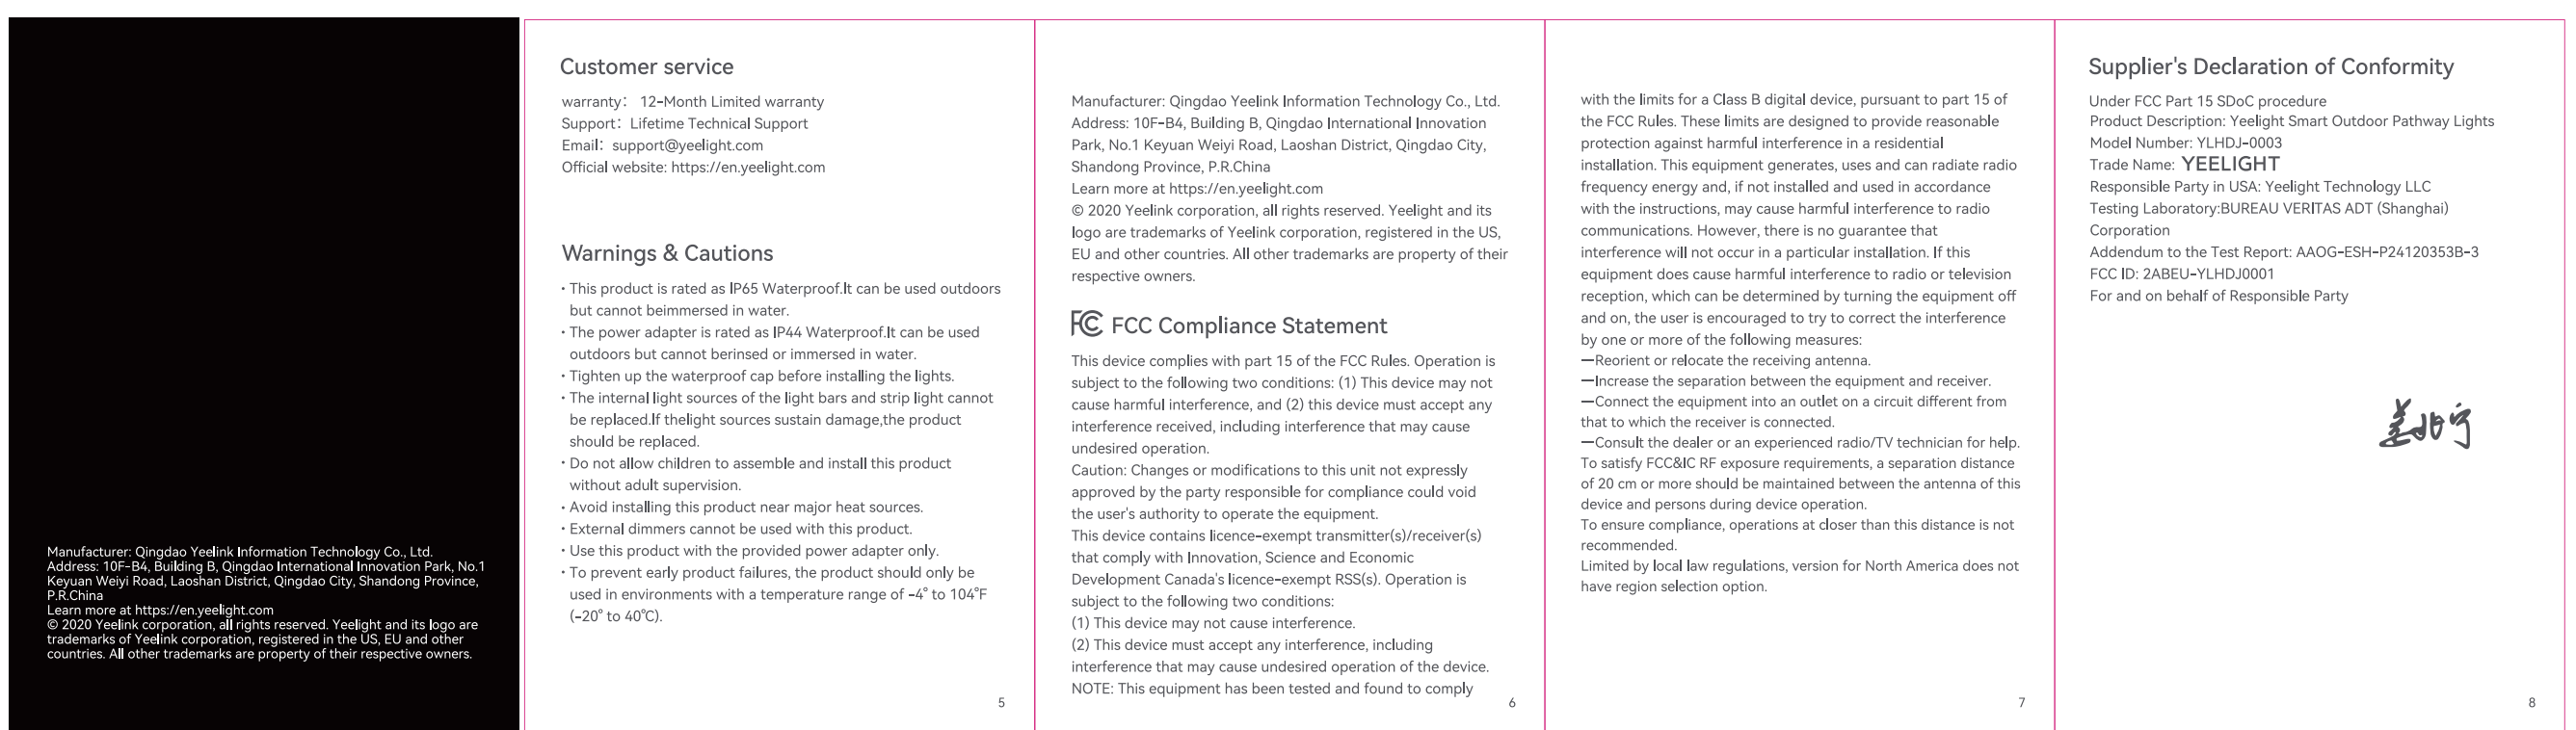 Manufacturer: Qingdao Yeelink Information Technology Co., Ltd.
Address: 10F-B4, Building B, Qingdao International Innovation Park, No.1
Keyuan Weiyi Road, Laoshan District, Qingdao City, Shandong Province,
P.R.China
Learn more at https://en.yeelight.com
© 2020 Yeelink corporation, all rights reserved. Yeelight and its logo are
trademarks of Yeelink corporation, registered in the US, EU and other
countries. All other trademarks are property of their respective owners.
Customer service
warranty: 12-Month Limited warranty
Support: Lifetime Technical Support
Email: support@yeelight.com
Official website: https://en.yeelight.com
Warnings & Cautions
• This product is rated as IP65 Waterproof.It can be used outdoors
but cannot beimmersed in water.
• The power adapter is rated as IP44 Waterproof.It can be used
outdoors but cannot berinsed or immersed in water.
• Tighten up the waterproof cap before installing the lights.
• The internal light sources of the light bars and strip light cannot
be replaced.If thelight sources sustain damage,the product
should be replaced.
• Do not allow children to assemble and install this product
without adult supervision.
• Avoid installing this product near major heat sources.
• External dimmers cannot be used with this product.
• Use this product with the provided power adapter only.
• To prevent early product failures, the product should only be
used in environments with a temperature range of -4° to 104°F
(-20° to 40°C).
5
Manufacturer: Qingdao Yeelink Information Technology Co., Ltd.
Address: 10F-B4, Building B, Qingdao International Innovation
Park, No.1 Keyuan Weiyi Road, Laoshan District, Qingdao City,
Shandong Province, P.R.China
Learn more at https://en.yeelight.com
© 2020 Yeelink corporation, all rights reserved. Yeelight and its
logo are trademarks of Yeelink corporation, registered in the US,
EU and other countries. All other trademarks are property of their
respective owners.
FC FCC Compliance Statement
This device complies with part 15 of the FCC Rules. Operation is
subject to the following two conditions: (1) This device may not
cause harmful interference, and (2) this device must accept any
interference received, including interference that may cause
undesired operation.
Caution: Changes or modifications to this unit not expressly
approved by the party responsible for compliance could void
the user's authority to operate the equipment.
This device contains licence-exempt transmitter(s)/receiver(s)
that comply with Innovation, Science and Economic
Development Canada's licence-exempt RSS(s). Operation is
subject to the following two conditions:
(1) This device may not cause interference.
(2) This device must accept any interference, including
interference that may cause undesired operation of the device.
NOTE: This equipment has been tested and found to comply
6
with the limits for a Class B digital device, pursuant to part 15 of
the FCC Rules. These limits are designed to provide reasonable
protection against harmful interference in a residential
installation. This equipment generates, uses and can radiate radio
frequency energy and, if not installed and used in accordance
with the instructions, may cause harmful interference to radio
communications. However, there is no guarantee that
interference will not occur in a particular installation. If this
equipment does cause harmful interference to radio or television
reception, which can be determined by turning the equipment off
and on, the user is encouraged to try to correct the interference
by one or more of the following measures:
—Reorient or relocate the receiving antenna.
—Increase the separation between the equipment and receiver.
—Connect the equipment into an outlet on a circuit different from
that to which the receiver is connected.
—Consult the dealer or an experienced radio/TV technician for help.
To satisfy FCC&IC RF exposure requirements, a separation distance
of 20 cm or more should be maintained between the antenna of this
device and persons during device operation.
To ensure compliance, operations at closer than this distance is not
recommended.
Limited by local law regulations, version for North America does not
have region selection option.
7
Supplier's Declaration of Conformity
Under FCC Part 15 SDoC procedure
Product Description: Yeelight Smart Outdoor Pathway Lights
Model Number: YLHDJ-0003
Trade Name: YEELIGHT
Responsible Party in USA: Yeelight Technology LLC
Testing Laboratory:BUREAU VERITAS ADT (Shanghai)
Corporation
Addendum to the Test Report: AAOG-ESH-P24120353B-3
FCC ID: 2ABEU-YLHDJ0001
For and on behalf of Responsible Party
8